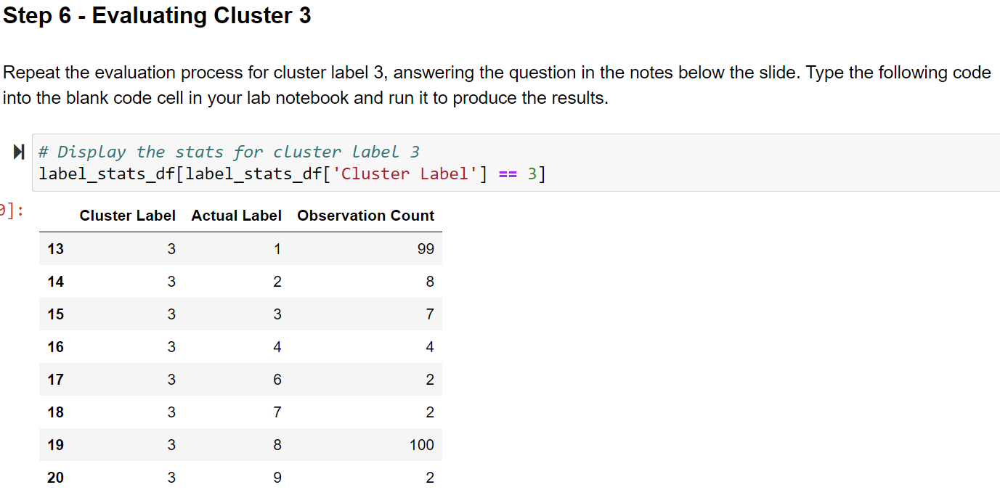 Step 6 - Evaluating Cluster 3
Repeat the evaluation process for cluster label 3, answering the question in the notes below the slide. Type the following code
into the blank code cell in your lab notebook and run it to produce the results.
# Display the stats for cluster label 3
label_stats_df[label_stats_df['Cluster Label'] == 3]
0]:
Cluster Label Actual Label Observation Count
13 3 1 99
14 3 2 8
15 3 3 7
16 3 4 4
17 3 6 2
18 3 7 2
19 3 8 100
20 3 9 2